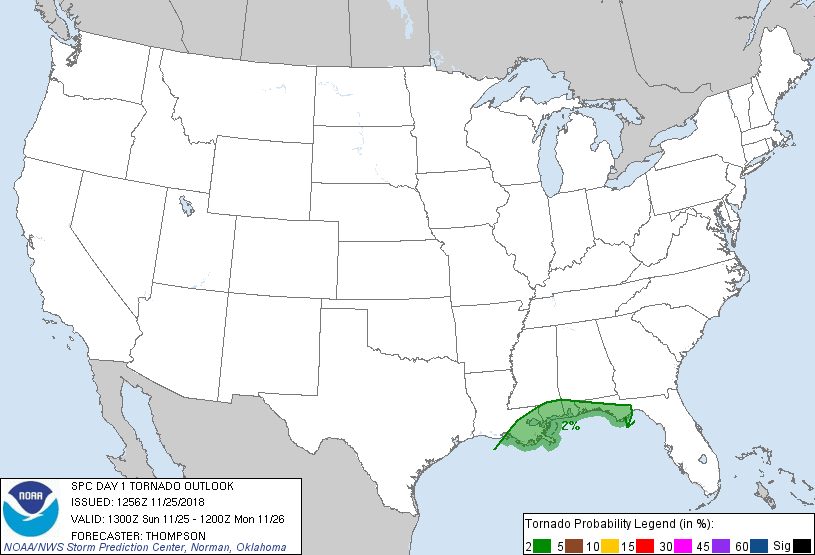 2%
NOAA
SPC DAY 1 TORNADO OUTLOOK
ISSUED: 1256Z 11/25/2018
VALID: 1300Z Sun 11/25 - 1200Z Mon 11/26
FORECASTER: THOMPSON
NOAA/NWS Storm Prediction Center, Norman, Oklahoma
Tornado Probability Legend (in %):
2 5 10 15 30 45 60 Sig